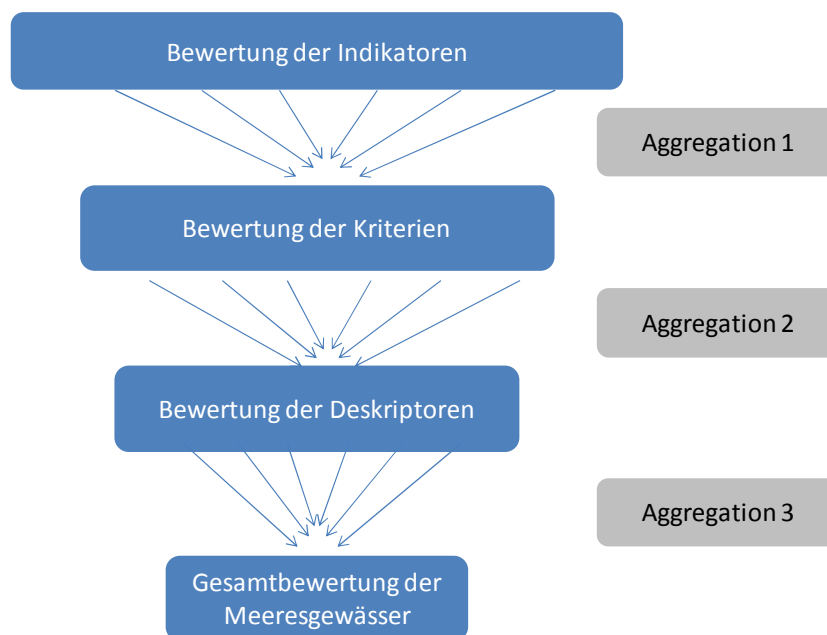 Bewertung der Indikatoren
Aggregation 1
Bewertung der Kriterien
Aggregation 2
Bewertung der Deskriptoren
Aggregation 3
Gesamtbewertung der
Meeresgewässer